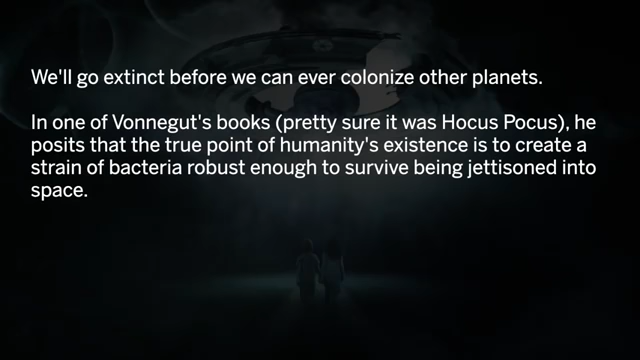 We'll go extinct before we can ever colonize other planets.
In one of Vonnegut's books (pretty sure it was Hocus Pocus), he
posits that the true point of humanity's existence is to create a
strain of bacteria robust enough to survive being jettisoned into
space.